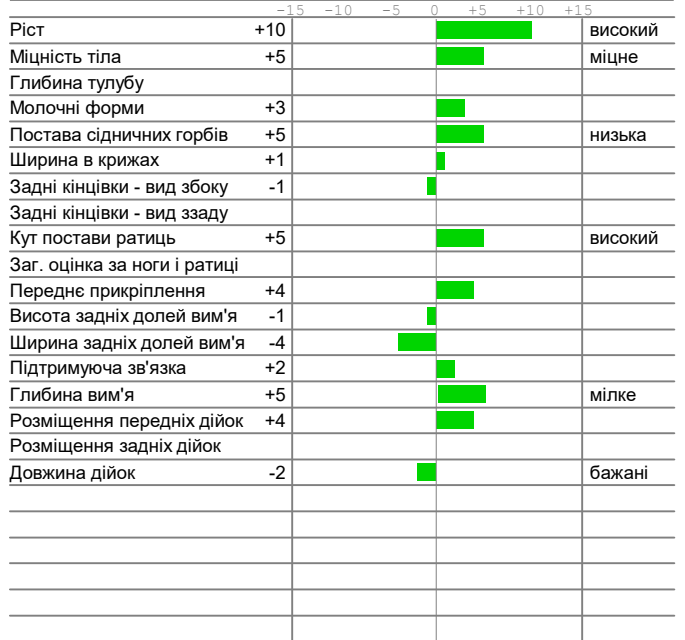 -15 -10 -5 0 +5 +10 +15
Ріст +10 високий
Міцність тіла +5 міцне
Глибина тулубу
Молочні форми +3
Постава сідничних горбів +5 низька
Ширина в крижах +1
Задні кінцівки - вид збоку -1
Задні кінцівки - вид ззаду
Кут постави ратиць +5 високий
Заг. оцінка за ноги і ратиці
Переднє прикріплення +4
Висота задніх долей вим'я -1
Ширина задніх долей вим'я -4
Підтримуюча зв'язка +2
Глибина вим'я +5 мілке
Розміщення передніх дійок +4
Розміщення задніх дійок
Довжина дійок -2 бажані